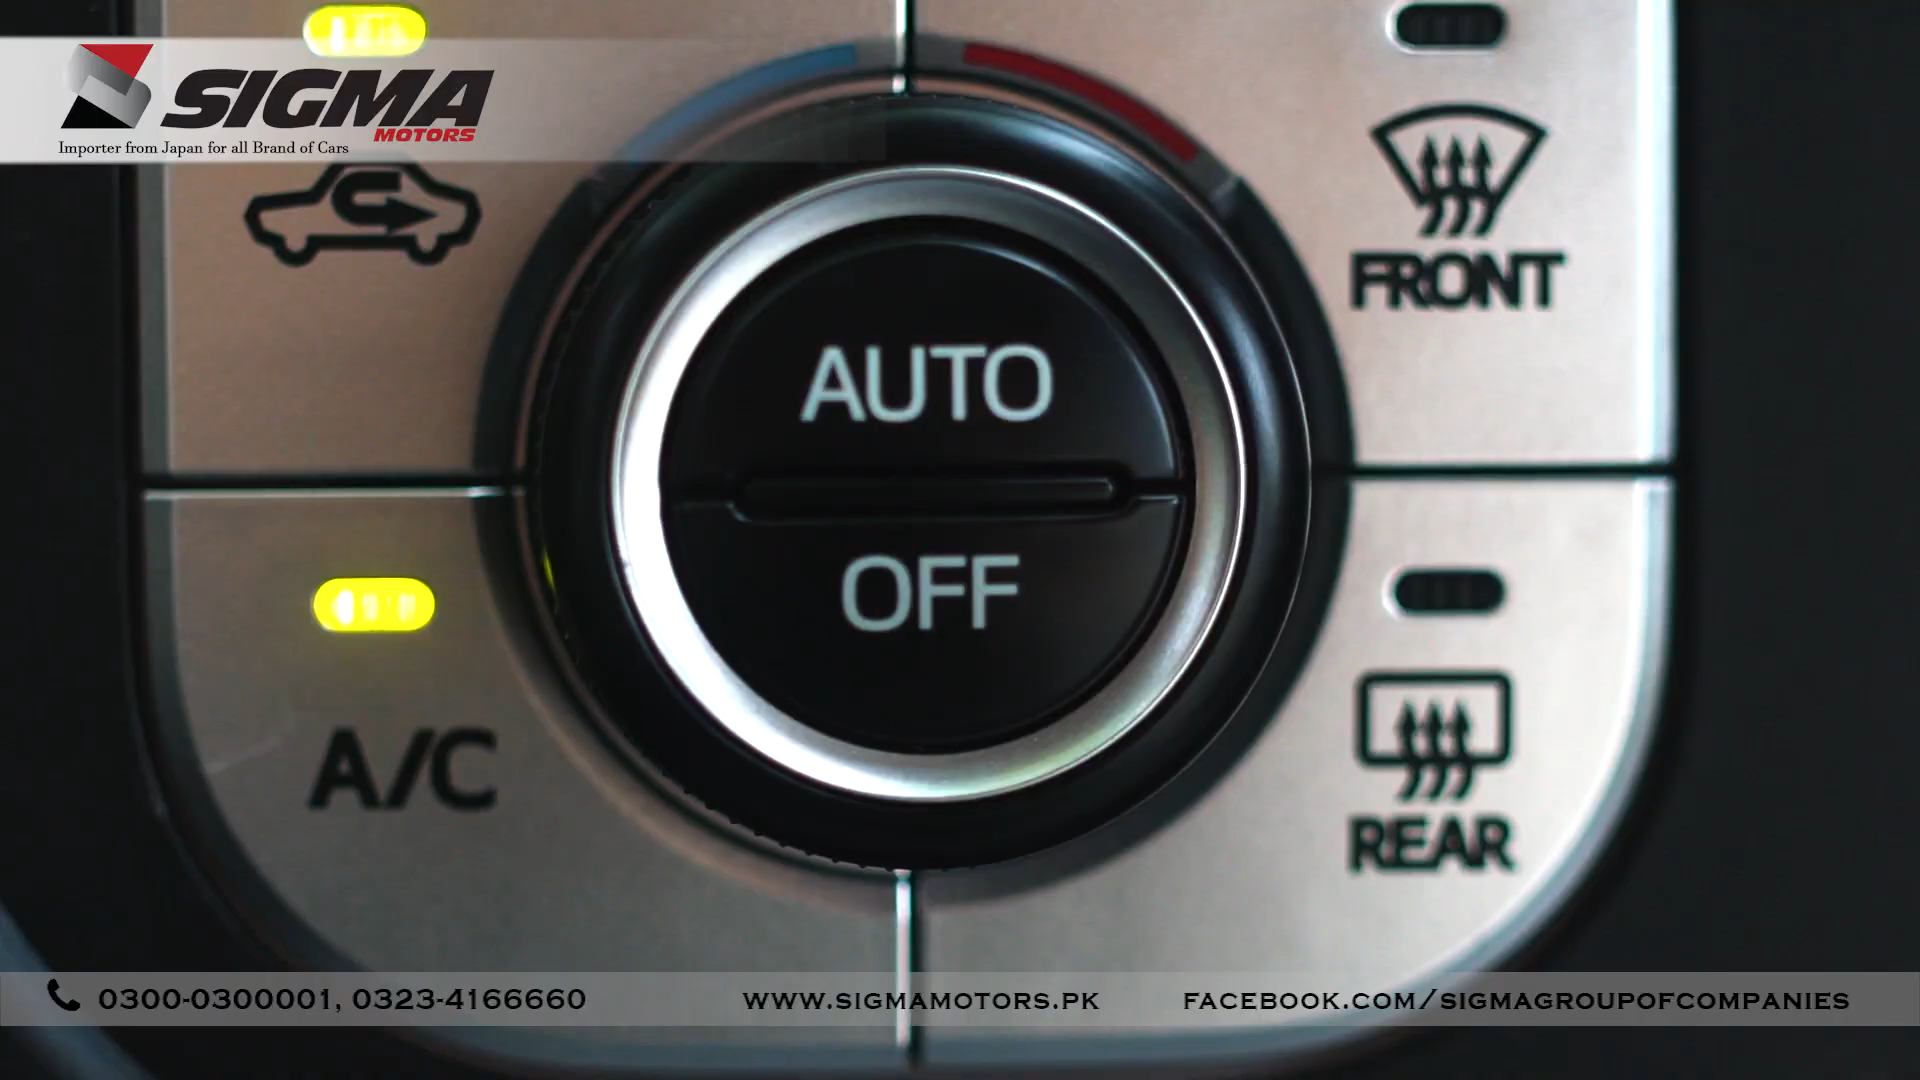 SIGMA
MOTORS
Importer from Japan for all Brand of Cars
FRONT
AUTO
OFF
A/C
REAR
0300-0300001, 0323-4166660
WWW.SIGMAMOTORS.PK
FACEBOOK.COM/SIGMAGROUPOFCOMPANIES